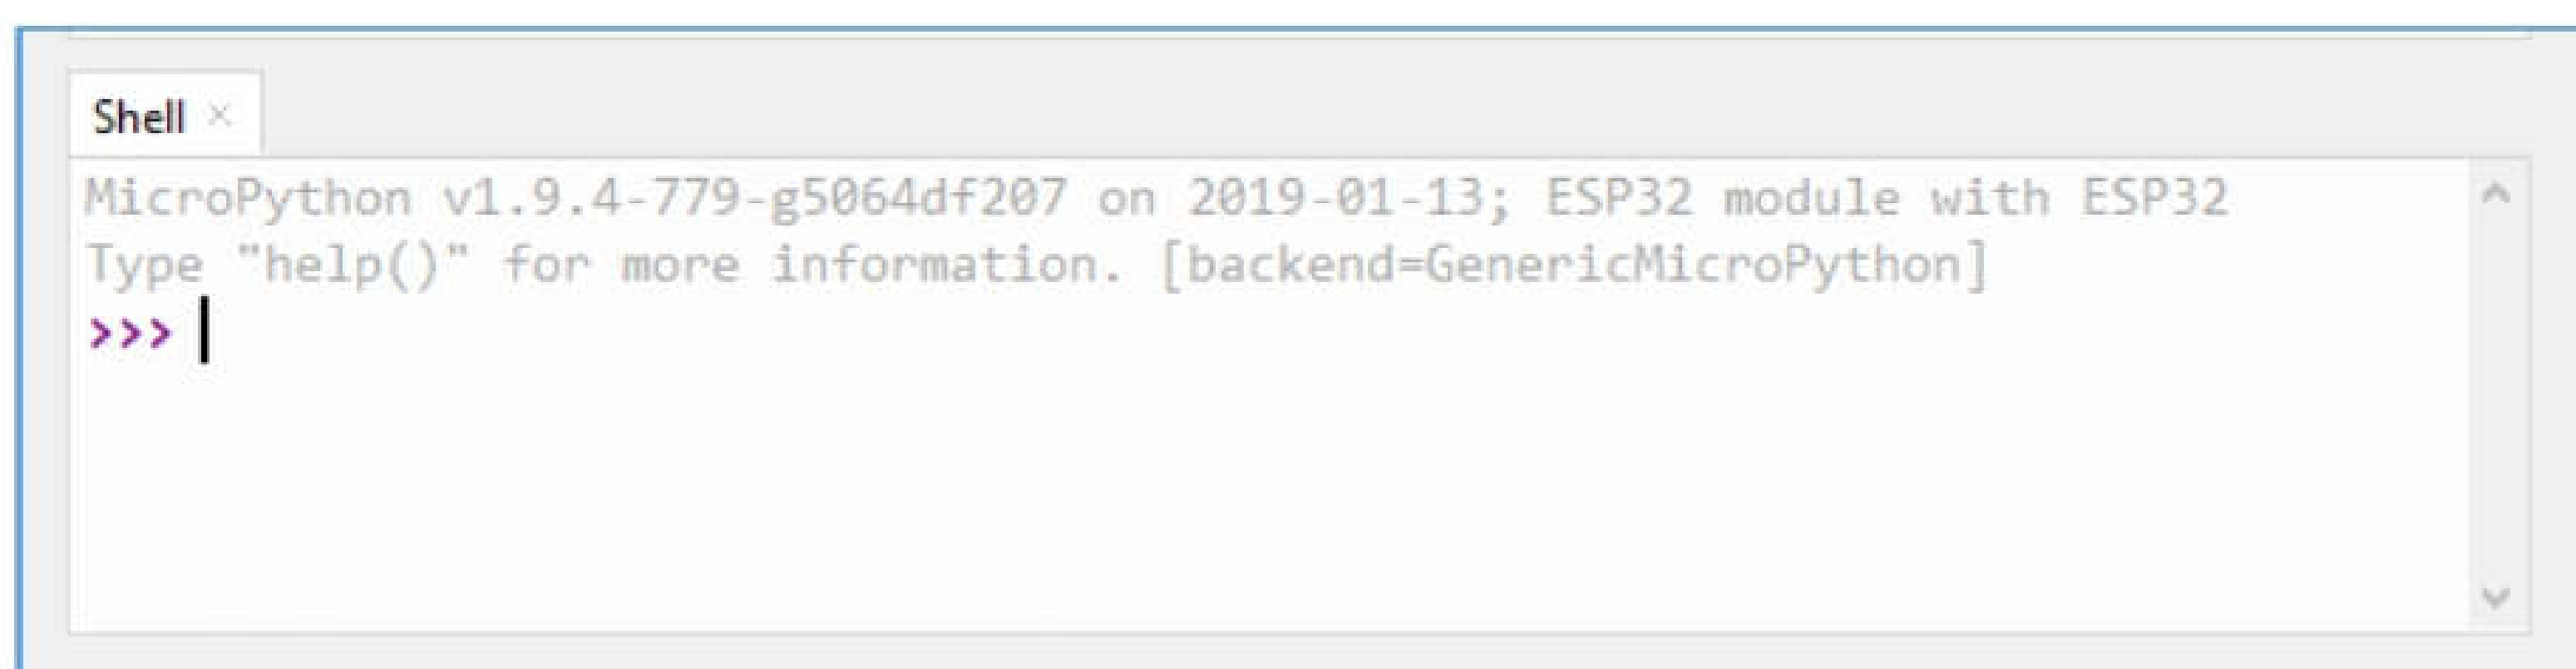 Shell ×
MicroPython v1.9.4-779-g5064df207 on 2019-01-13; ESP32 module with ESP32
Type "help()" for more information. [backend=GenericMicroPython]
>>>